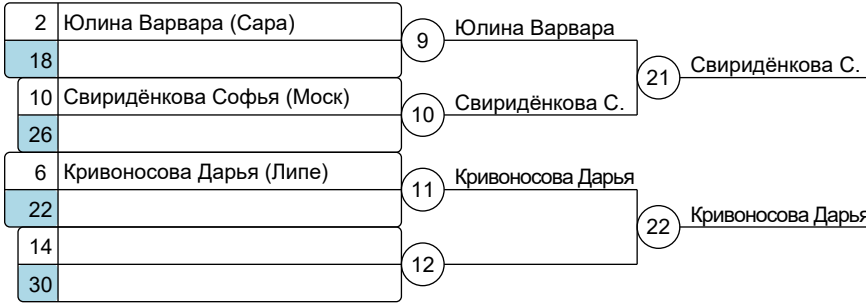 2 Юлина Варвара (Сара)
18
9 Юлина Варвара
10 Свиридёнкова Софья (Моск)
26
10 Свиридёнкова С.
21 Свиридёнкова С.
6 Кривоносова Дарья (Липе)
22
11 Кривоносова Дарья
14
30
12
22 Кривоносова Дарья